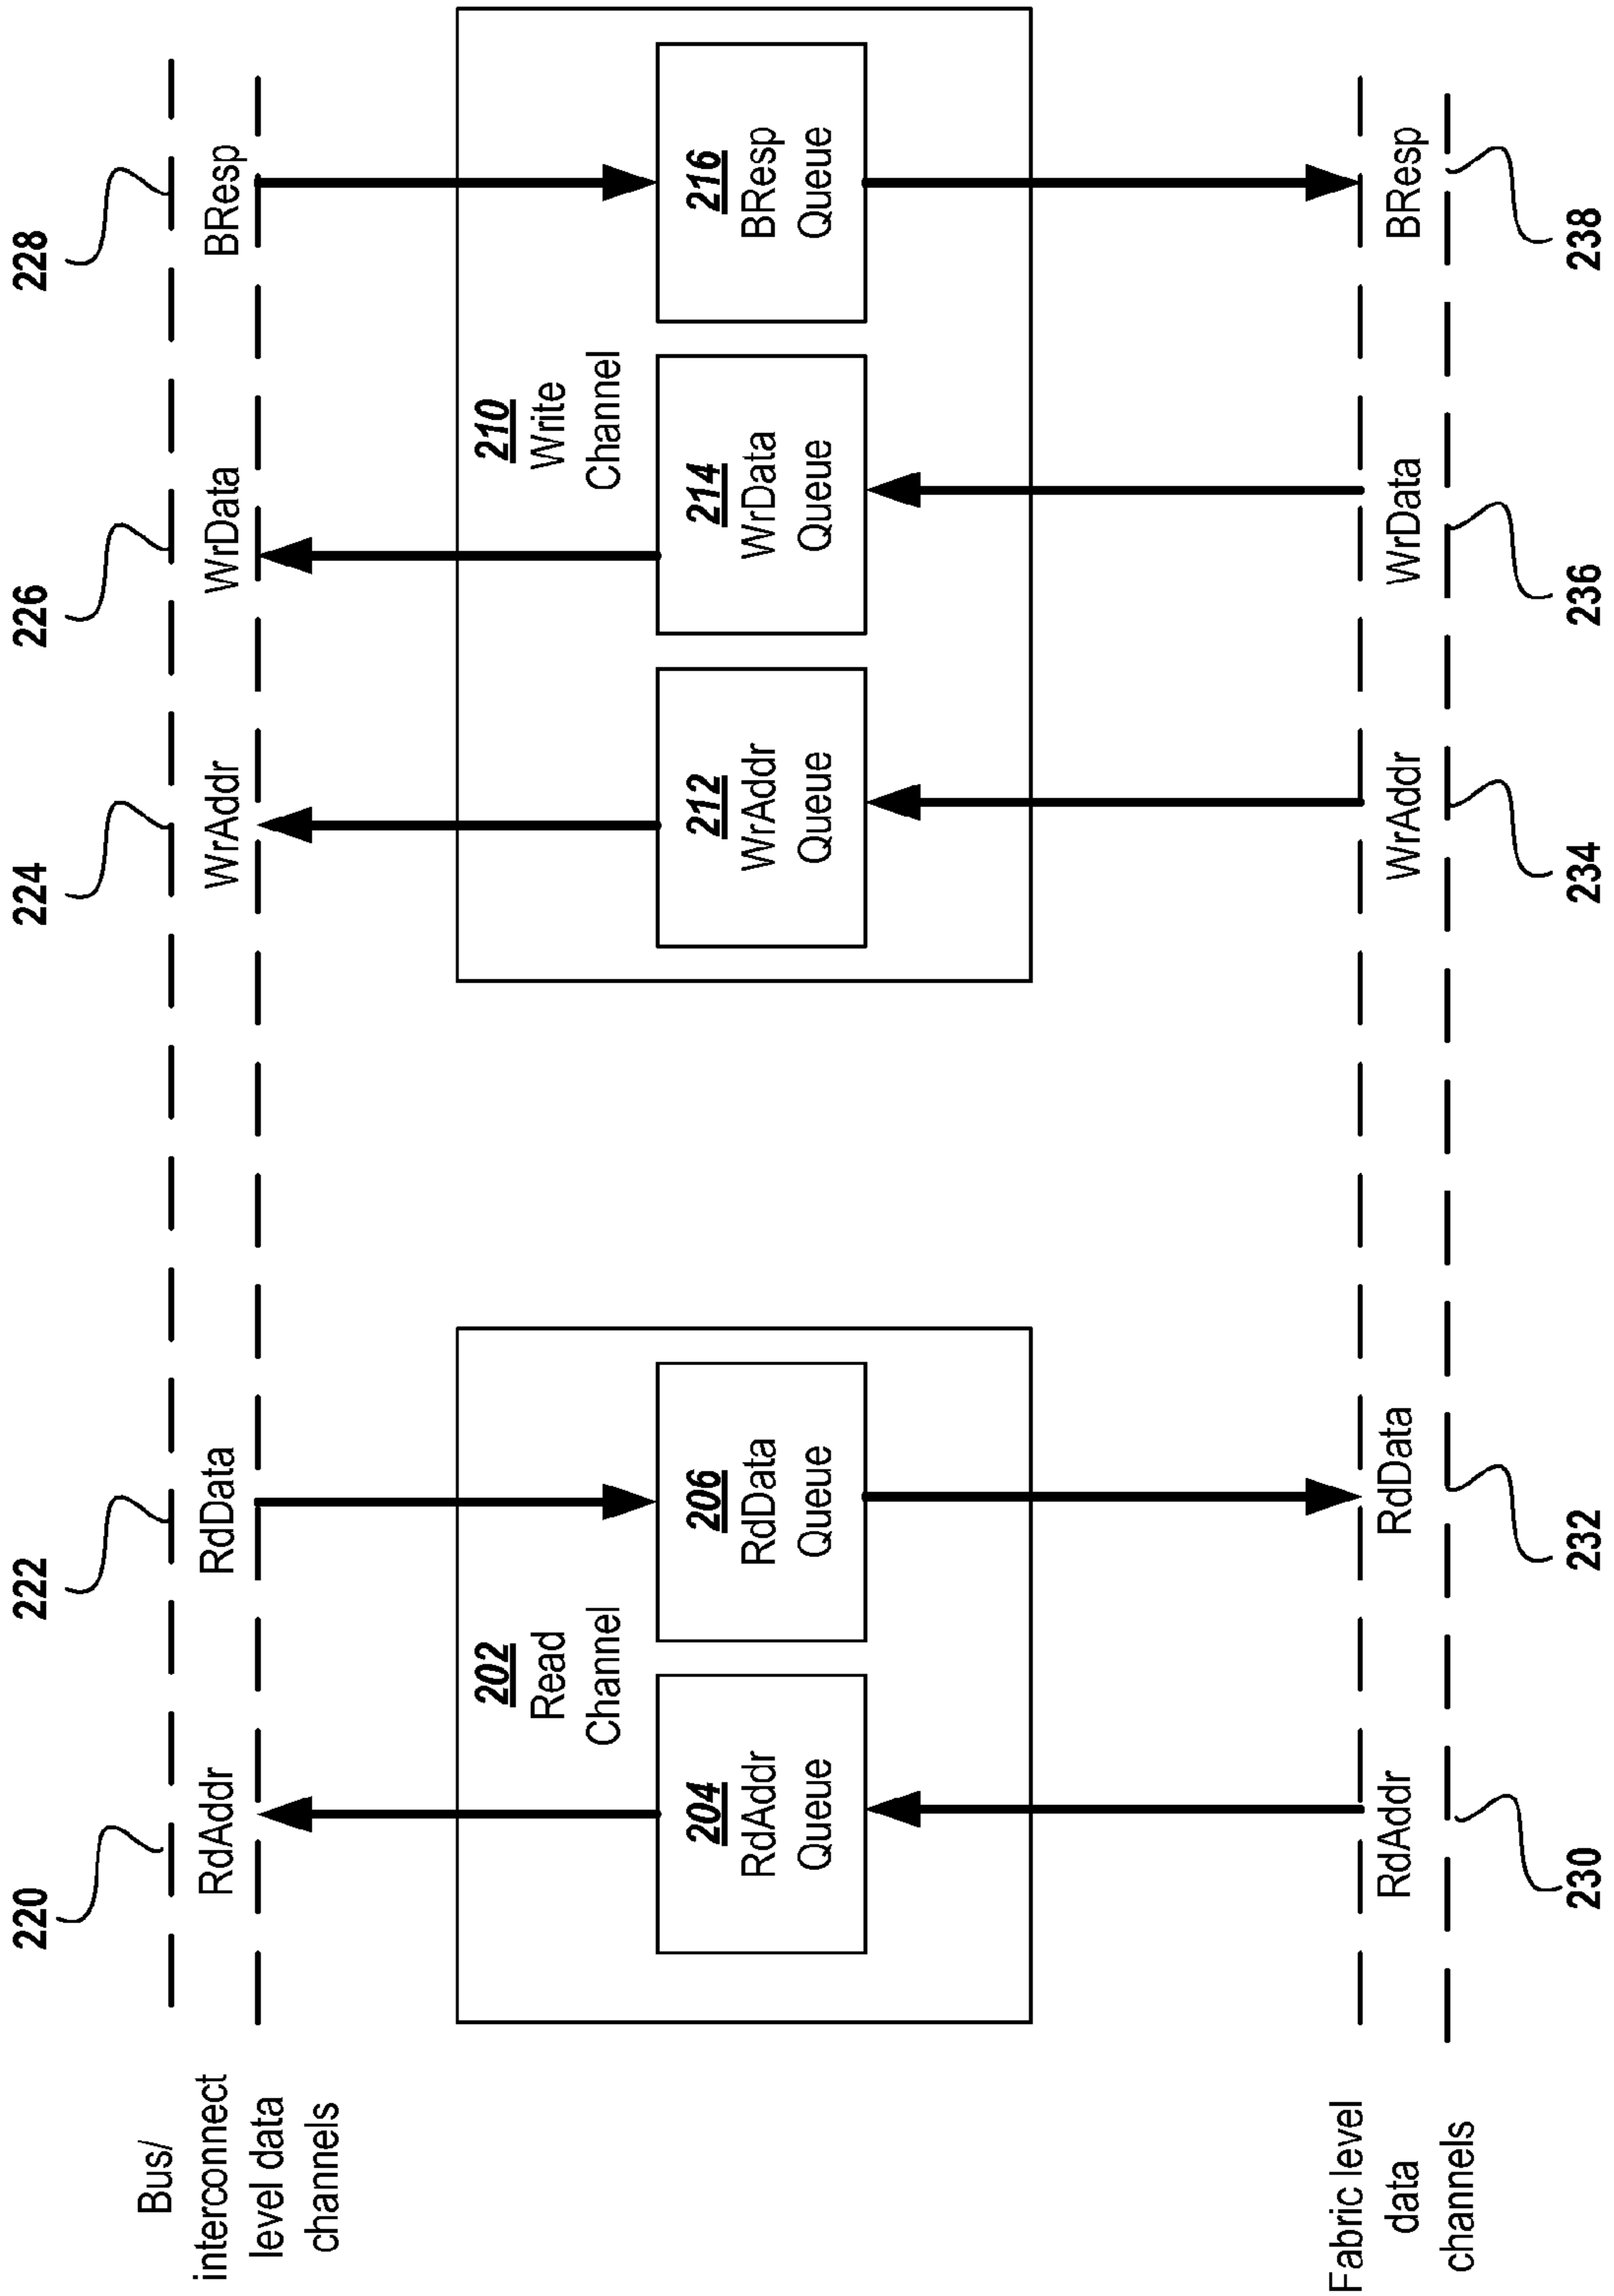 220
222
224
226
228
Bus/
interconnect
level data
channels
RdAddr
RdData
WrAddr
WrData
BResp
202
Read
Channel
204
RdAddr
Queue
206
RdData
Queue
210
Write
Channel
212
WrAddr
Queue
214
WrData
Queue
216
BResp
Queue
Fabric level
data
channels
RdAddr
RdData
WrAddr
WrData
BResp
230
232
234
236
238